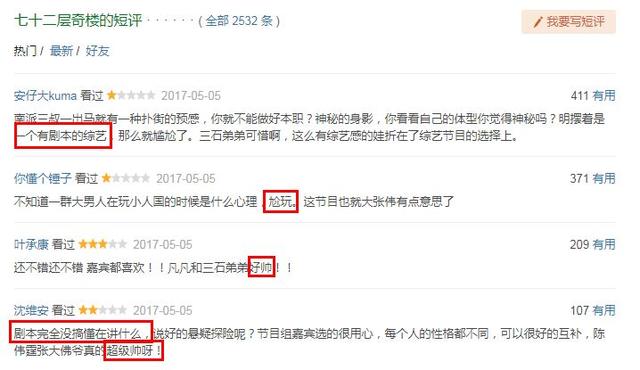 七十二层奇楼的短评 · · · · · · ( 全部 2532 条 )
我要写短评
热门 / 最新 / 好友
安仔大kuma 看过 2017-05-05 411 有用
南派三叔一出马就有一种扑街的预感，你就不能做好本职？神秘的身影，你看看自己的体型你觉得神秘吗？明摆着是
一个有剧本的综艺，那么就尴尬了。三石弟弟可惜啊，这么有综艺感的娃折在了综艺节目的选择上。
你懂个锤子 看过 2017-05-05 371 有用
不知道一群大男人在玩小人国的时候是什么心理，尬玩。这节目也就大张伟有点意思了
叶承康 看过 2017-05-05 209 有用
还不错还不错 嘉宾都喜欢！！凡凡和三石弟弟好帅！！
沈维安 看过 2017-05-05 107 有用
剧本完全没搞懂在讲什么，说好的悬疑探险呢？节目组嘉宾选的很用心，每个人的性格都不同，可以很好的互补，陈
伟霆张大佛爷真的超级帅呀！